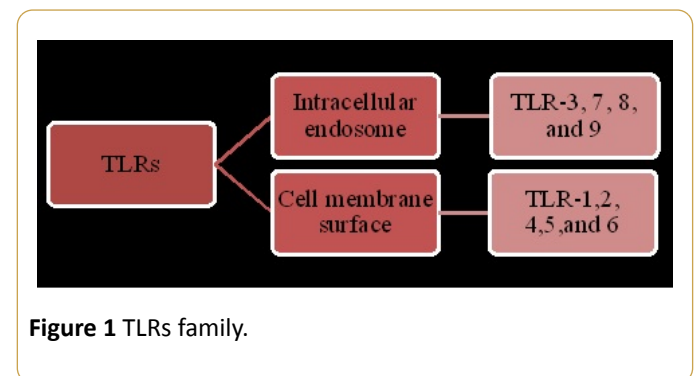 TLRs
Intracellular
endosome
TLR-3, 7, 8,
and 9
Cell membrane
surface
TLR-1,2,
4,5,and 6
Figure 1 TLRs family.